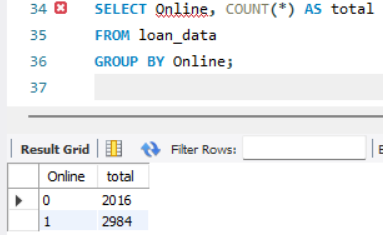 34 SELECT Online, COUNT(*) AS total
35 FROM loan_data
36 GROUP BY Online;
37
Result Grid Filter Rows:
Online total
0 2016
1 2984